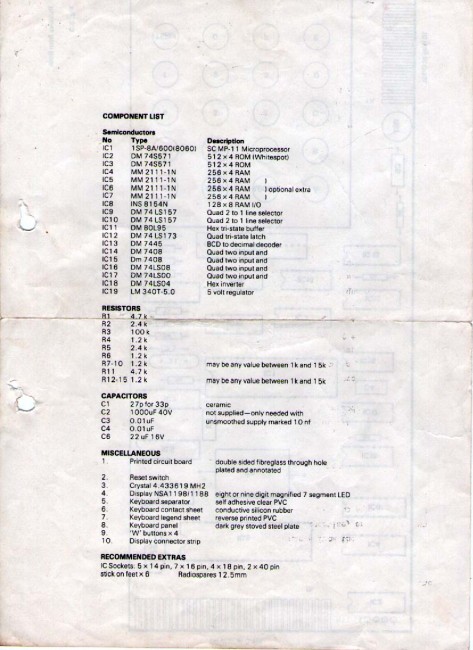 COMPONENT LIST
Semiconductors
No Type Description
IC1 1SP-8A/600(8060) SC MP-11 Microprocessor
IC2 DM 74S571 512 x 4 ROM (Whitespot)
IC3 DM 74S571 512 x 4 ROM
IC4 MM 2111-1N 256 x 4 RAM
IC5 MM 2111-1N 256 x 4 RAM )
IC6 MM 2111-1N 256 x 4 RAM ) optional extra
IC7 MM 2111-1N 256 x 4 RAM )
IC8 INS 8154N 128 x 8 RAM I/O
IC9 DM 74 LS157 Quad 2 to 1 line selector
IC10 DM 74 LS157 Quad 2 to 1 line selector
IC11 DM 80L95 Hex tri-state buffer
IC12 DM 74 LS173 Quad tri-state latch
IC13 DM 7445 BCD to decimal decoder
IC14 DM 7408 Quad two input and
IC15 Dm 7408 Quad two input and
IC16 DM 74LS08 Quad two input and
IC17 DM 74LS00 Quad two input and
IC18 DM 74LS04 Hex inverter
IC19 LM 340T-5.0 5 volt regulator
RESISTORS
R1 4.7 k
R2 2.4 k
R3 100 k
R4 1.2 k
R5 2.4 k
R6 1.2 k
R7-10 1.2 k may be any value between 1k and 15k
R11 4.7 k
R12-15 1.2 k may be any value between 1k and 15k
CAPACITORS
C1 27p for 33p ceramic
C2 1000uF 40V not supplied—only needed with
C3 0.01uF unsmoothed supply marked 10 nf
C4 0.01uF
C6 22uF 16V
MISCELLANEOUS
1. Printed circuit board double sided fibreglass through hole
plated and annotated
2. Reset switch
3. Crystal 4.433619 MHZ
4. Display NSA1198/1188 eight or nine digit magnified 7 segment LED
5. Keyboard separator self adhesive clear PVC
6. Keyboard contact sheet conductive silicon rubber
7. Keyboard legend sheet reverse printed PVC
8. Keyboard panel dark grey stoved steel plate
9. 'W' buttons x 4
10. Display connector strip
RECOMMENDED EXTRAS
IC Sockets: 5 x 14 pin, 7 x 16 pin, 4 x 18 pin, 2 x 40 pin
stick on feet x 6 Radiospares 12.5mm